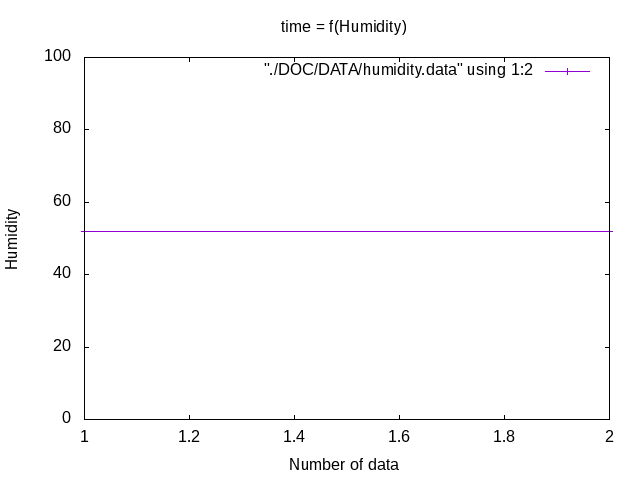 time = f(Humidity)
100
"./DOC/DATA/humidity.data" using 1:2
80
60
Humidity
40
20
0
1 1.2 1.4 1.6 1.8 2
Number of data